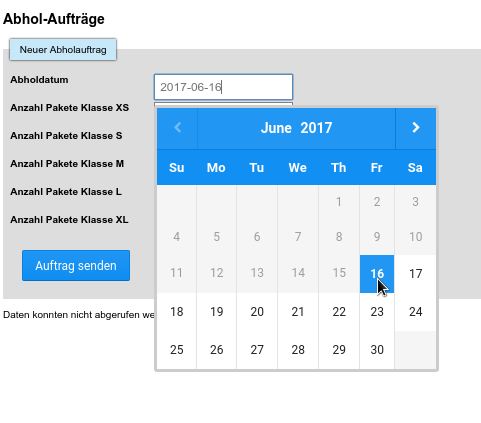 Abhol-Aufträge
Neuer Abholauftrag
Abholdatum
2017-06-16
Anzahl Pakete Klasse XS
Anzahl Pakete Klasse S
Anzahl Pakete Klasse M
Anzahl Pakete Klasse L
Anzahl Pakete Klasse XL
Auftrag senden
Daten konnten nicht abgerufen we
June 2017
Su Mo Tu We Th Fr Sa
1 2 3
4 5 6 7 8 9 10
11 12 13 14 15 16 17
18 19 20 21 22 23 24
25 26 27 28 29 30